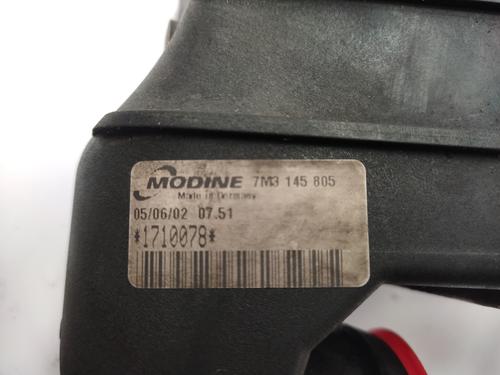 MODINE 7M3 145 805
Made in Germany
05/06/02 07.51
*1710078*